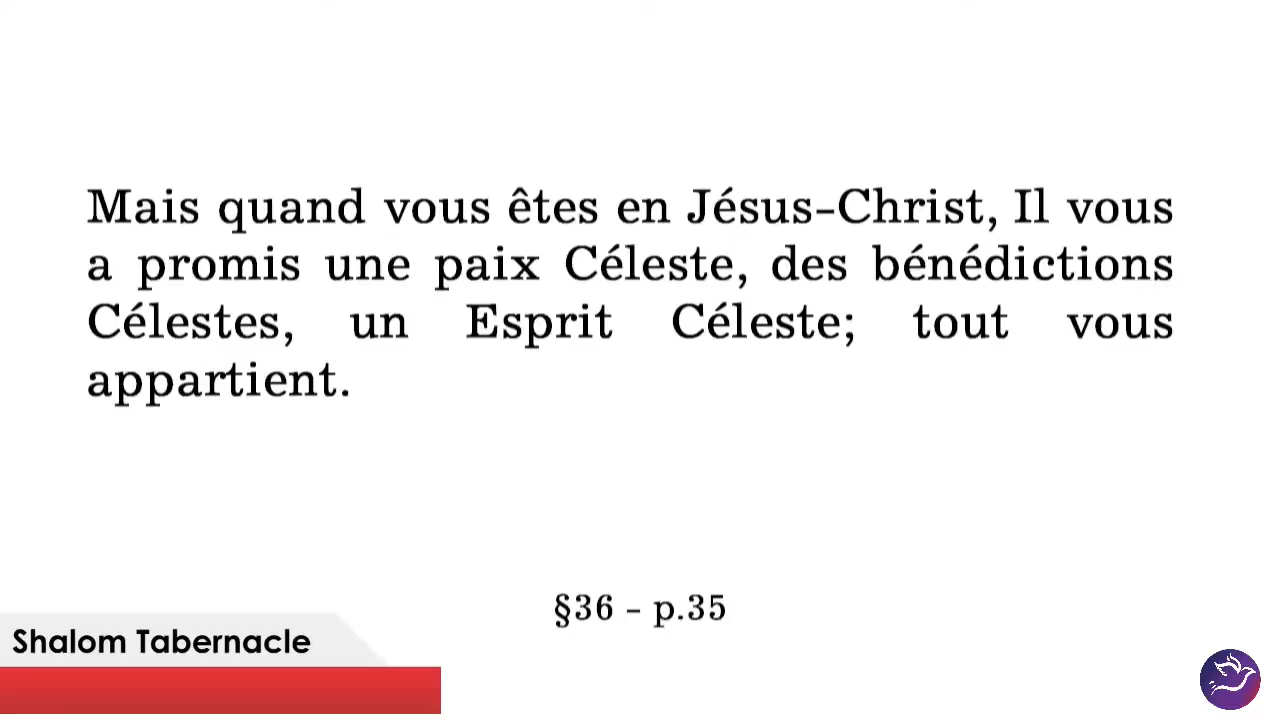 Mais quand vous êtes en Jésus-Christ, Il vous
a promis une paix Céleste, des bénédictions
Célestes, un Esprit Céleste; tout vous
appartient.
§36 - p.35
Shalom Tabernacle